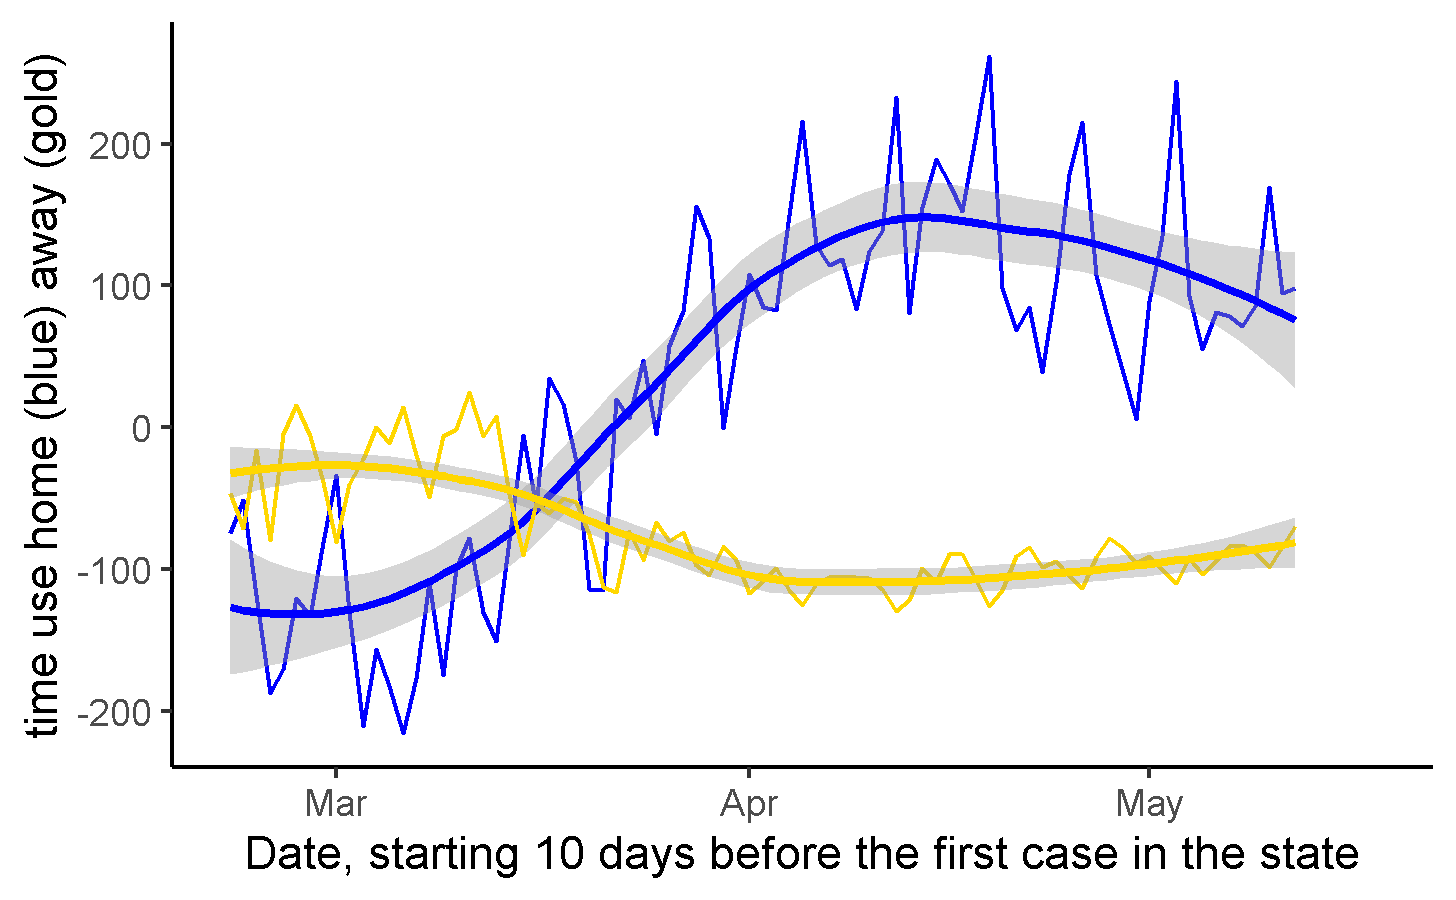 time use home (blue) away (gold)
200
100
0
-100
-200
Mar
Apr
May
Date, starting 10 days before the first case in the state